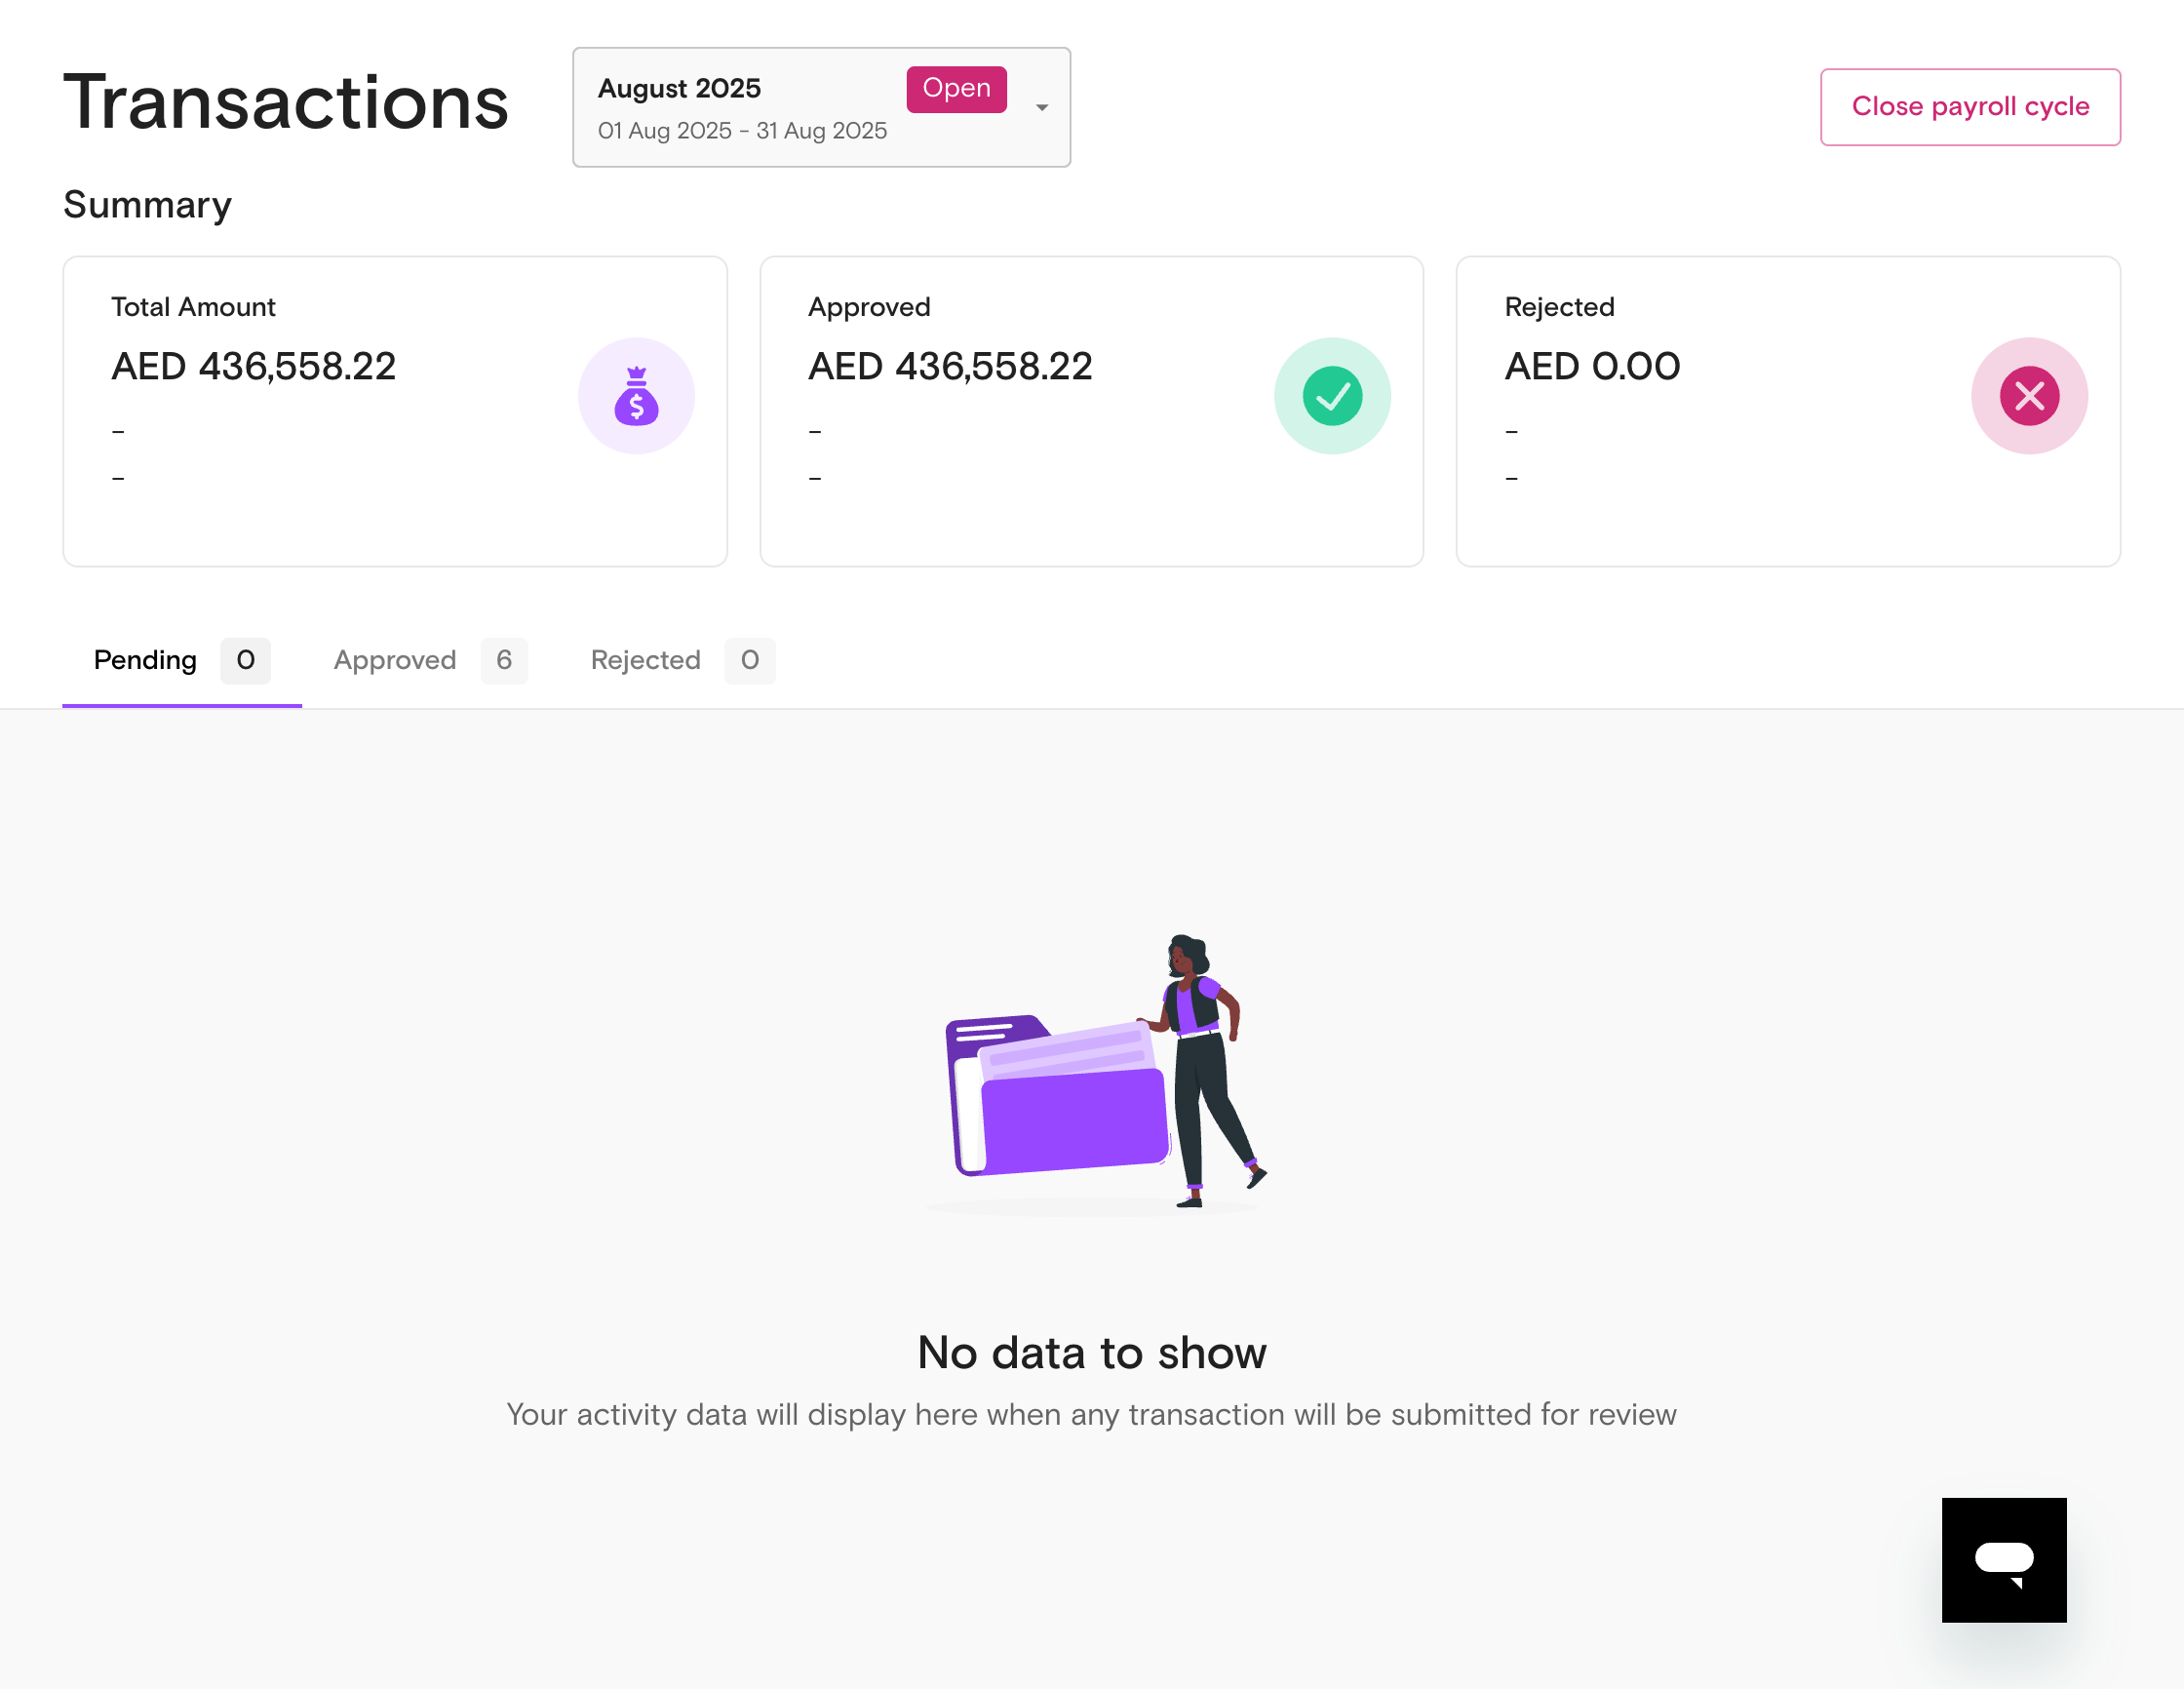 Transactions
August 2025
Open
01 Aug 2025 - 31 Aug 2025
Close payroll cycle
Summary
Total Amount
AED 436,558.22
-
-
Approved
AED 436,558.22
-
-
Rejected
AED 0.00
-
-
Pending 0
Approved 6
Rejected 0
No data to show
Your activity data will display here when any transaction will be submitted for review